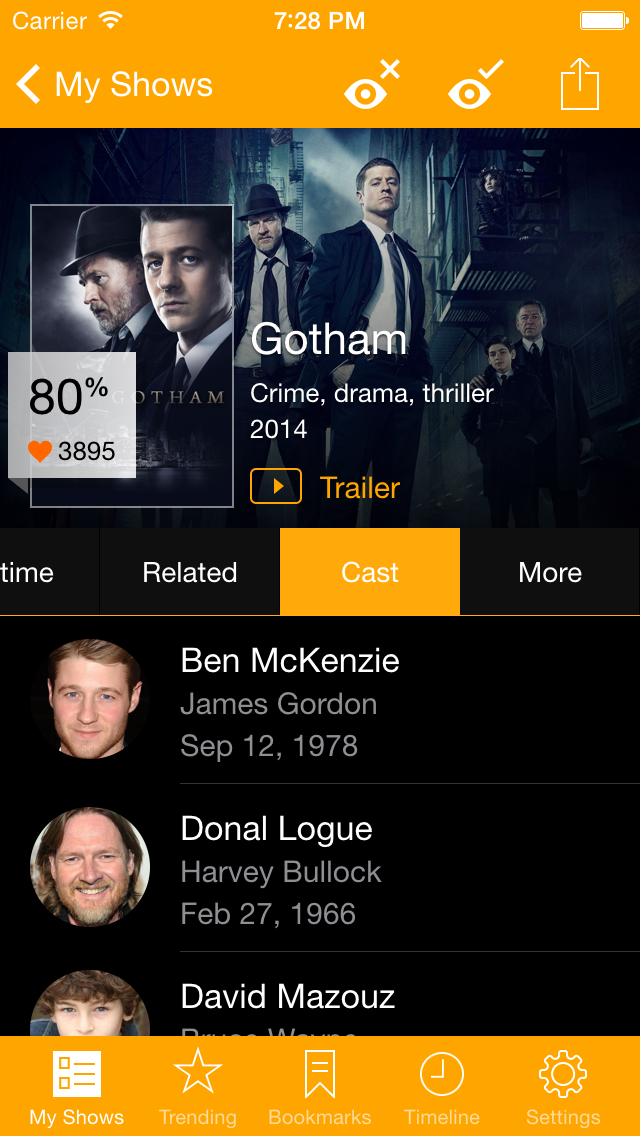 Carrier 7:28 PM
My Shows
Gotham
Crime, drama, thriller
2014
Trailer
80%
3895
GOTHAM
time Related Cast More
Ben McKenzie
James Gordon
Sep 12, 1978
Donal Logue
Harvey Bullock
Feb 27, 1966
David Mazouz
Bruce Wayne
My Shows Trending Bookmarks Timeline Settings